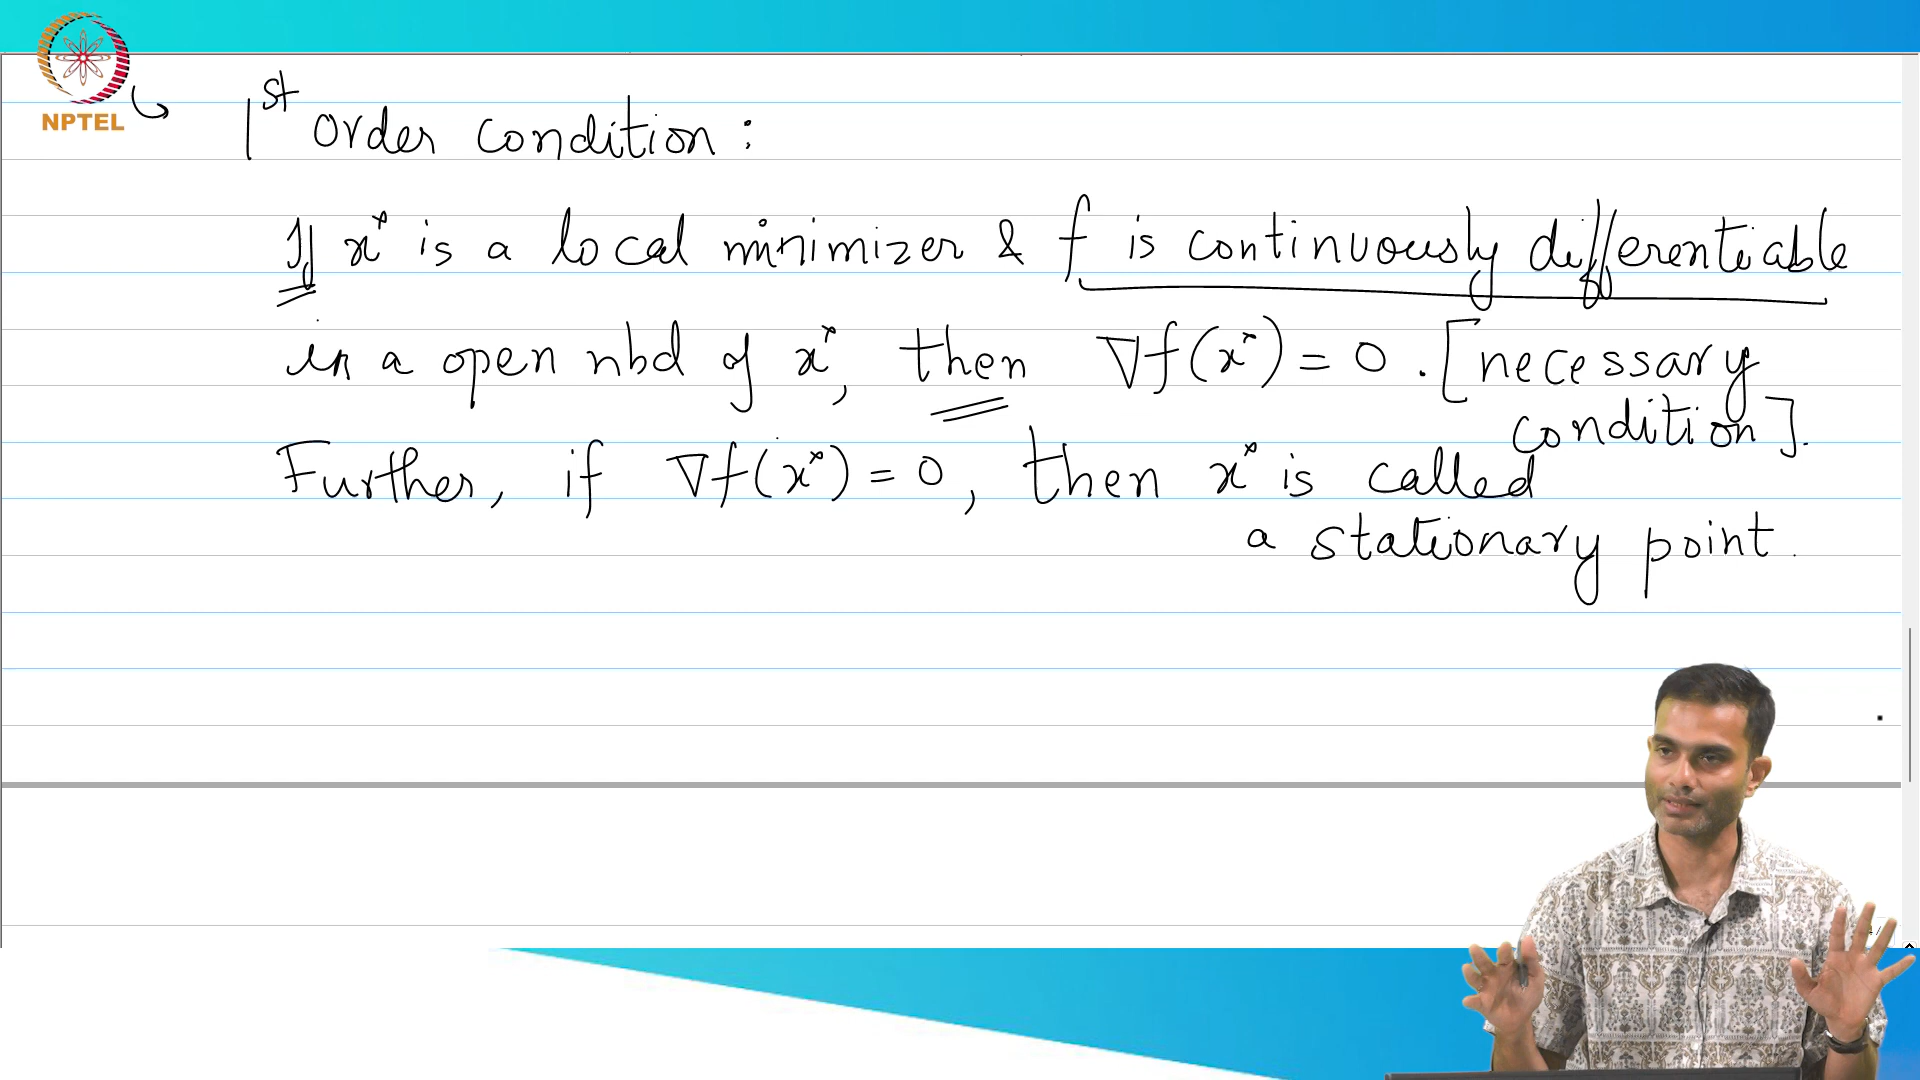 NPTEL
1st order condition :
If x* is a local minimizer & f is continuously differentiable
in a open nbd of x*, then ∇f(x*) = 0 . [necessary
condition].
Further, if ∇f(x*) = 0, then x* is called
a stationary point.